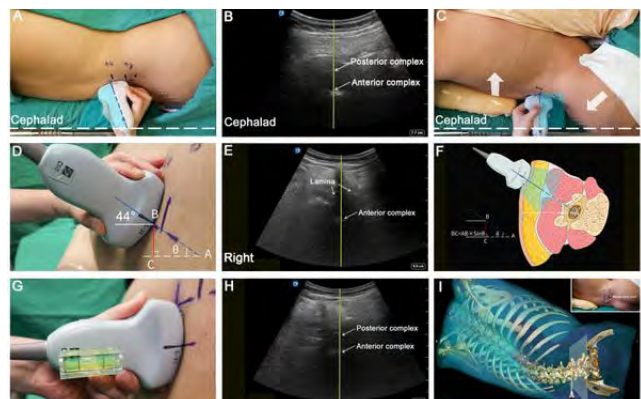 A
Cephalad
B
Posterior complex
Anterior complex
Cephalad
C
Cephalad
D
44°
B
θ
A
C
E
Lamina
Anterior complex
Right
F
B
θ
C
G
H
Posterior complex
Anterior complex
I